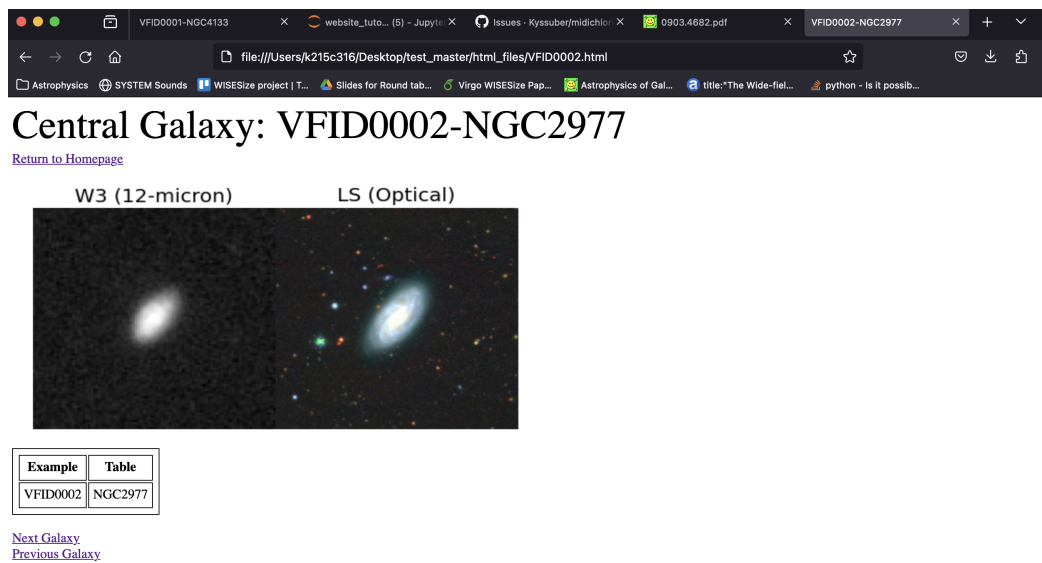 VFID0001-NGC4133
website_tuto... (5) - Jupyter
Issues · Kyssuber/midichlori
0903.4682.pdf
VFID0002-NGC2977
file:///Users/k215c316/Desktop/test_master/html_files/VFID0002.html
Astrophysics
SYSTEM Sounds
WISESize project | T...
Slides for Round tab...
Virgo WISESize Pap...
Astrophysics of Gal...
title:"The Wide-fiel...
python - Is it possib...
Central Galaxy: VFID0002-NGC2977
Return to Homepage
W3 (12-micron)
LS (Optical)
Example Table
VFID0002 NGC2977
Next Galaxy
Previous Galaxy